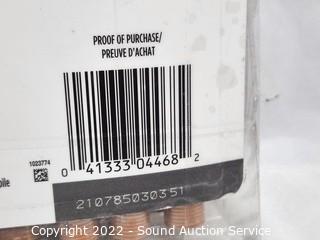 PROOF OF PURCHASE/
PREUVE D'ACHAT
1023774
0 41333 04468 2
210785030351
Copyright 2022 - Sound Auction Service